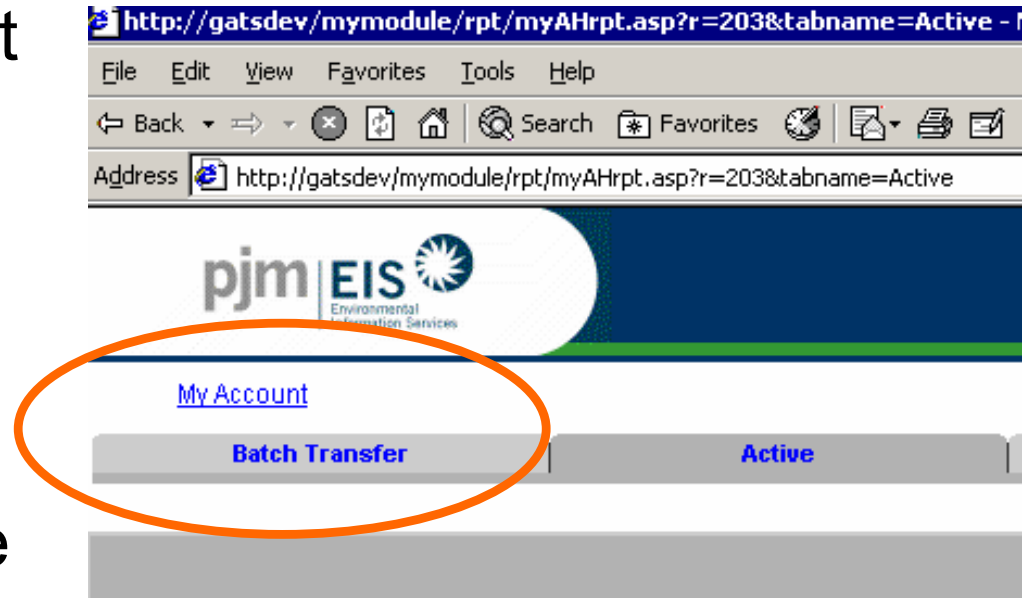 t
http://gatsdev/mymodule/rpt/myAHrpt.asp?r=203&tabname=Active -
File Edit View Favorites Tools Help
Back Search Favorites
Address http://gatsdev/mymodule/rpt/myAHrpt.asp?r=203&tabname=Active
pjm EIS
Environmental
Information Services
My Account
Batch Transfer Active
e